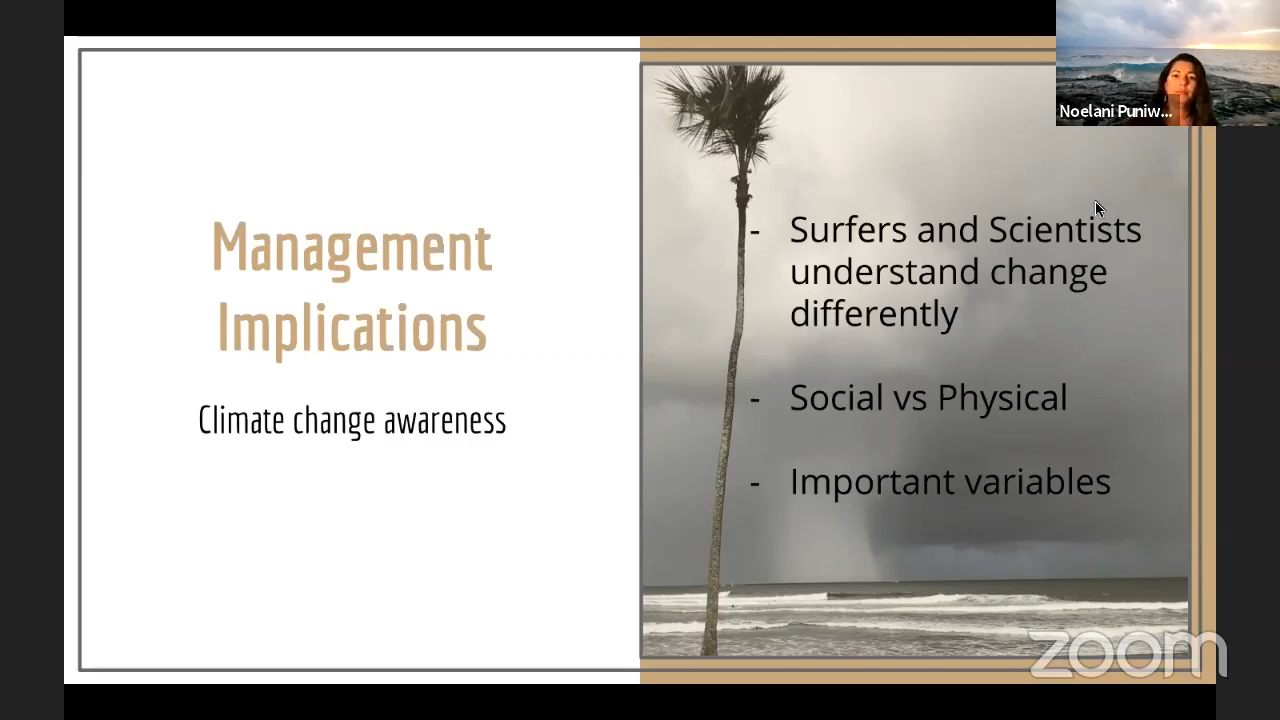 Noelani Puniw...
Management
Implications
Climate change awareness
- Surfers and Scientists
understand change
differently
- Social vs Physical
- Important variables
zoom